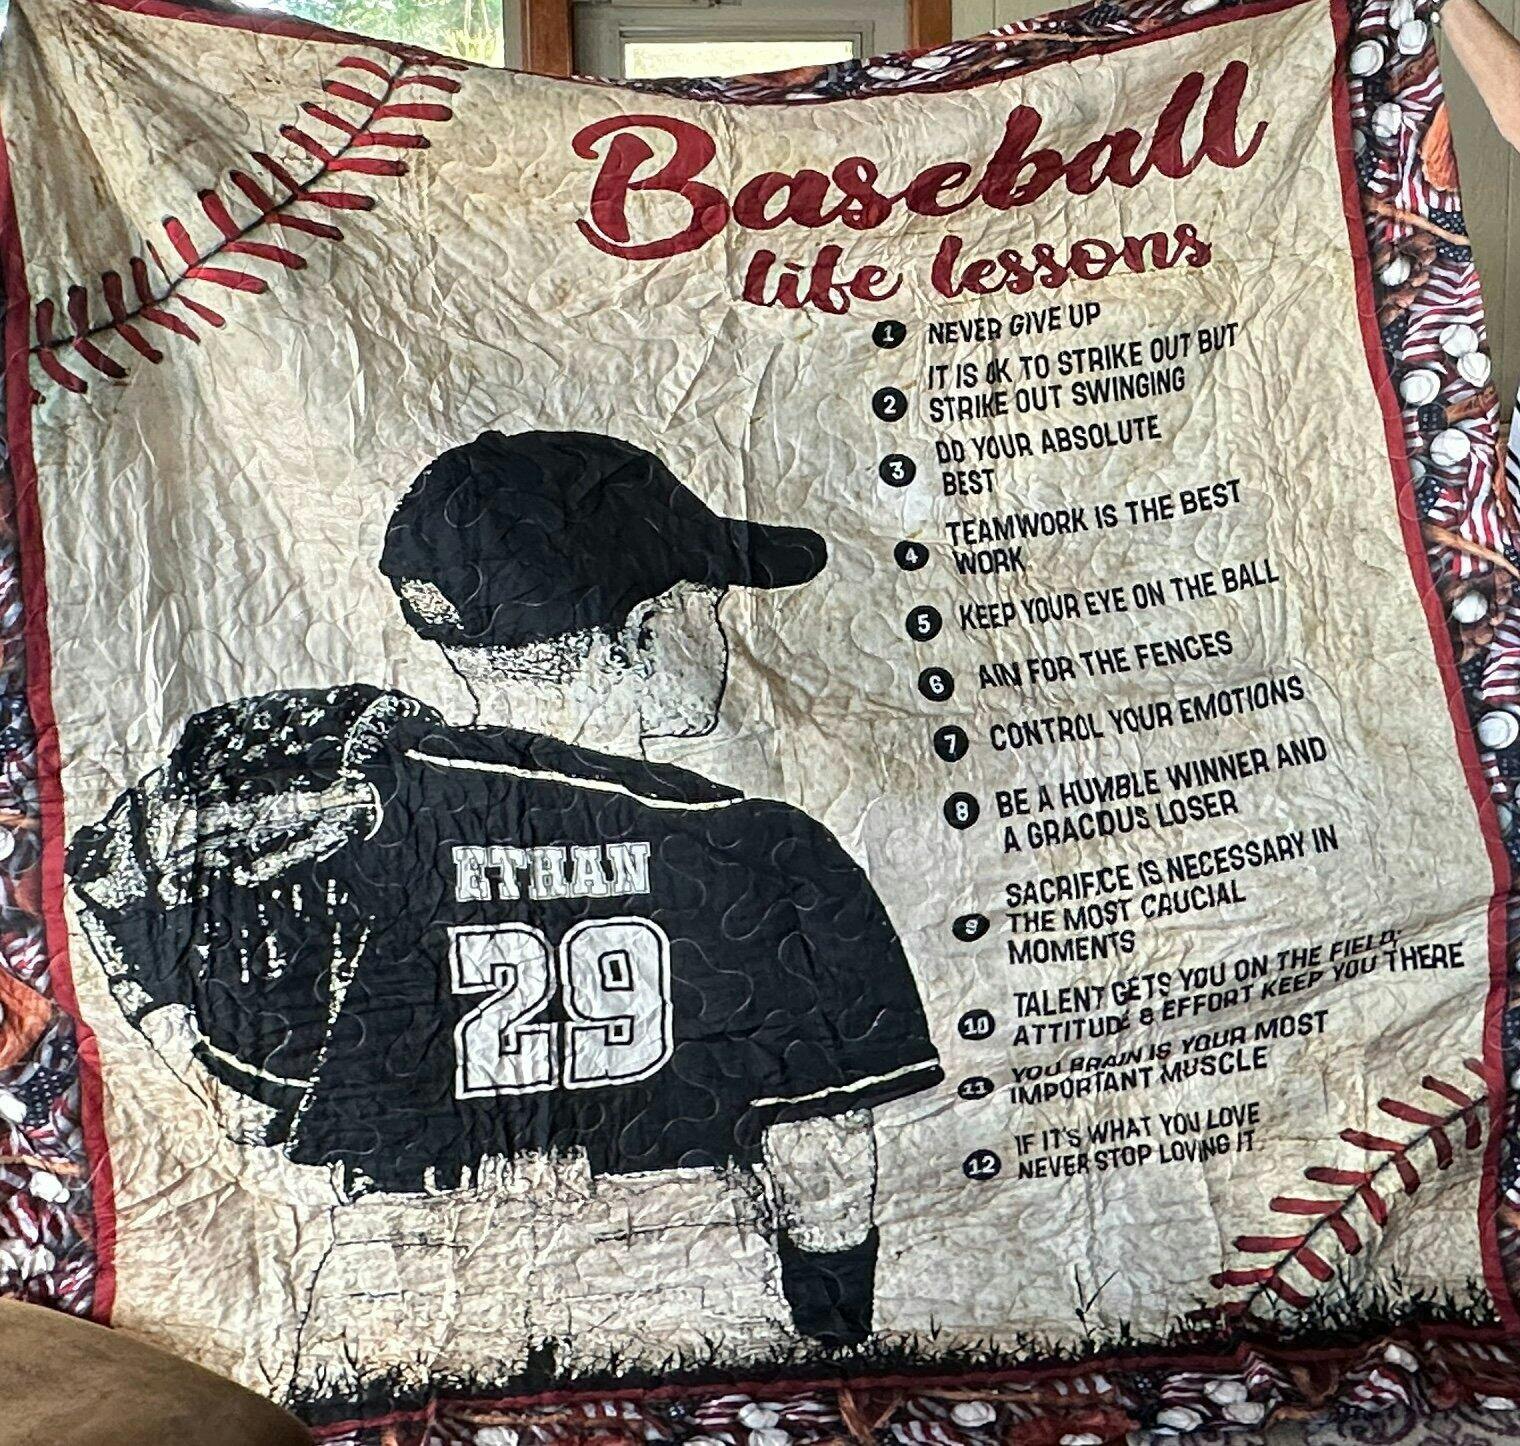 Baseball
life lessons
1 NEVER GIVE UP
IT IS OK TO STRIKE OUT BUT
2 STRIKE OUT SWINGING
3 DO YOUR ABSOLUTE
BEST
4 TEAMWORK IS THE BEST
WORK
5 KEEP YOUR EYE ON THE BALL
6 AIM FOR THE FENCES
7 CONTROL YOUR EMOTIONS
8 BE A HUMBLE WINNER AND
A GRACIOUS LOSER
SACRIFICE IS NECESSARY IN
9 THE MOST CAUCIAL
MOMENTS
TALENT GETS YOU ON THE FIELD;
10 ATTITUDE & EFFORT KEEP YOU THERE
YOU BRAIN IS YOUR MOST
11 IMPORTANT MUSCLE
IF IT'S WHAT YOU LOVE
12 NEVER STOP LOVING IT.
ETHAN
29